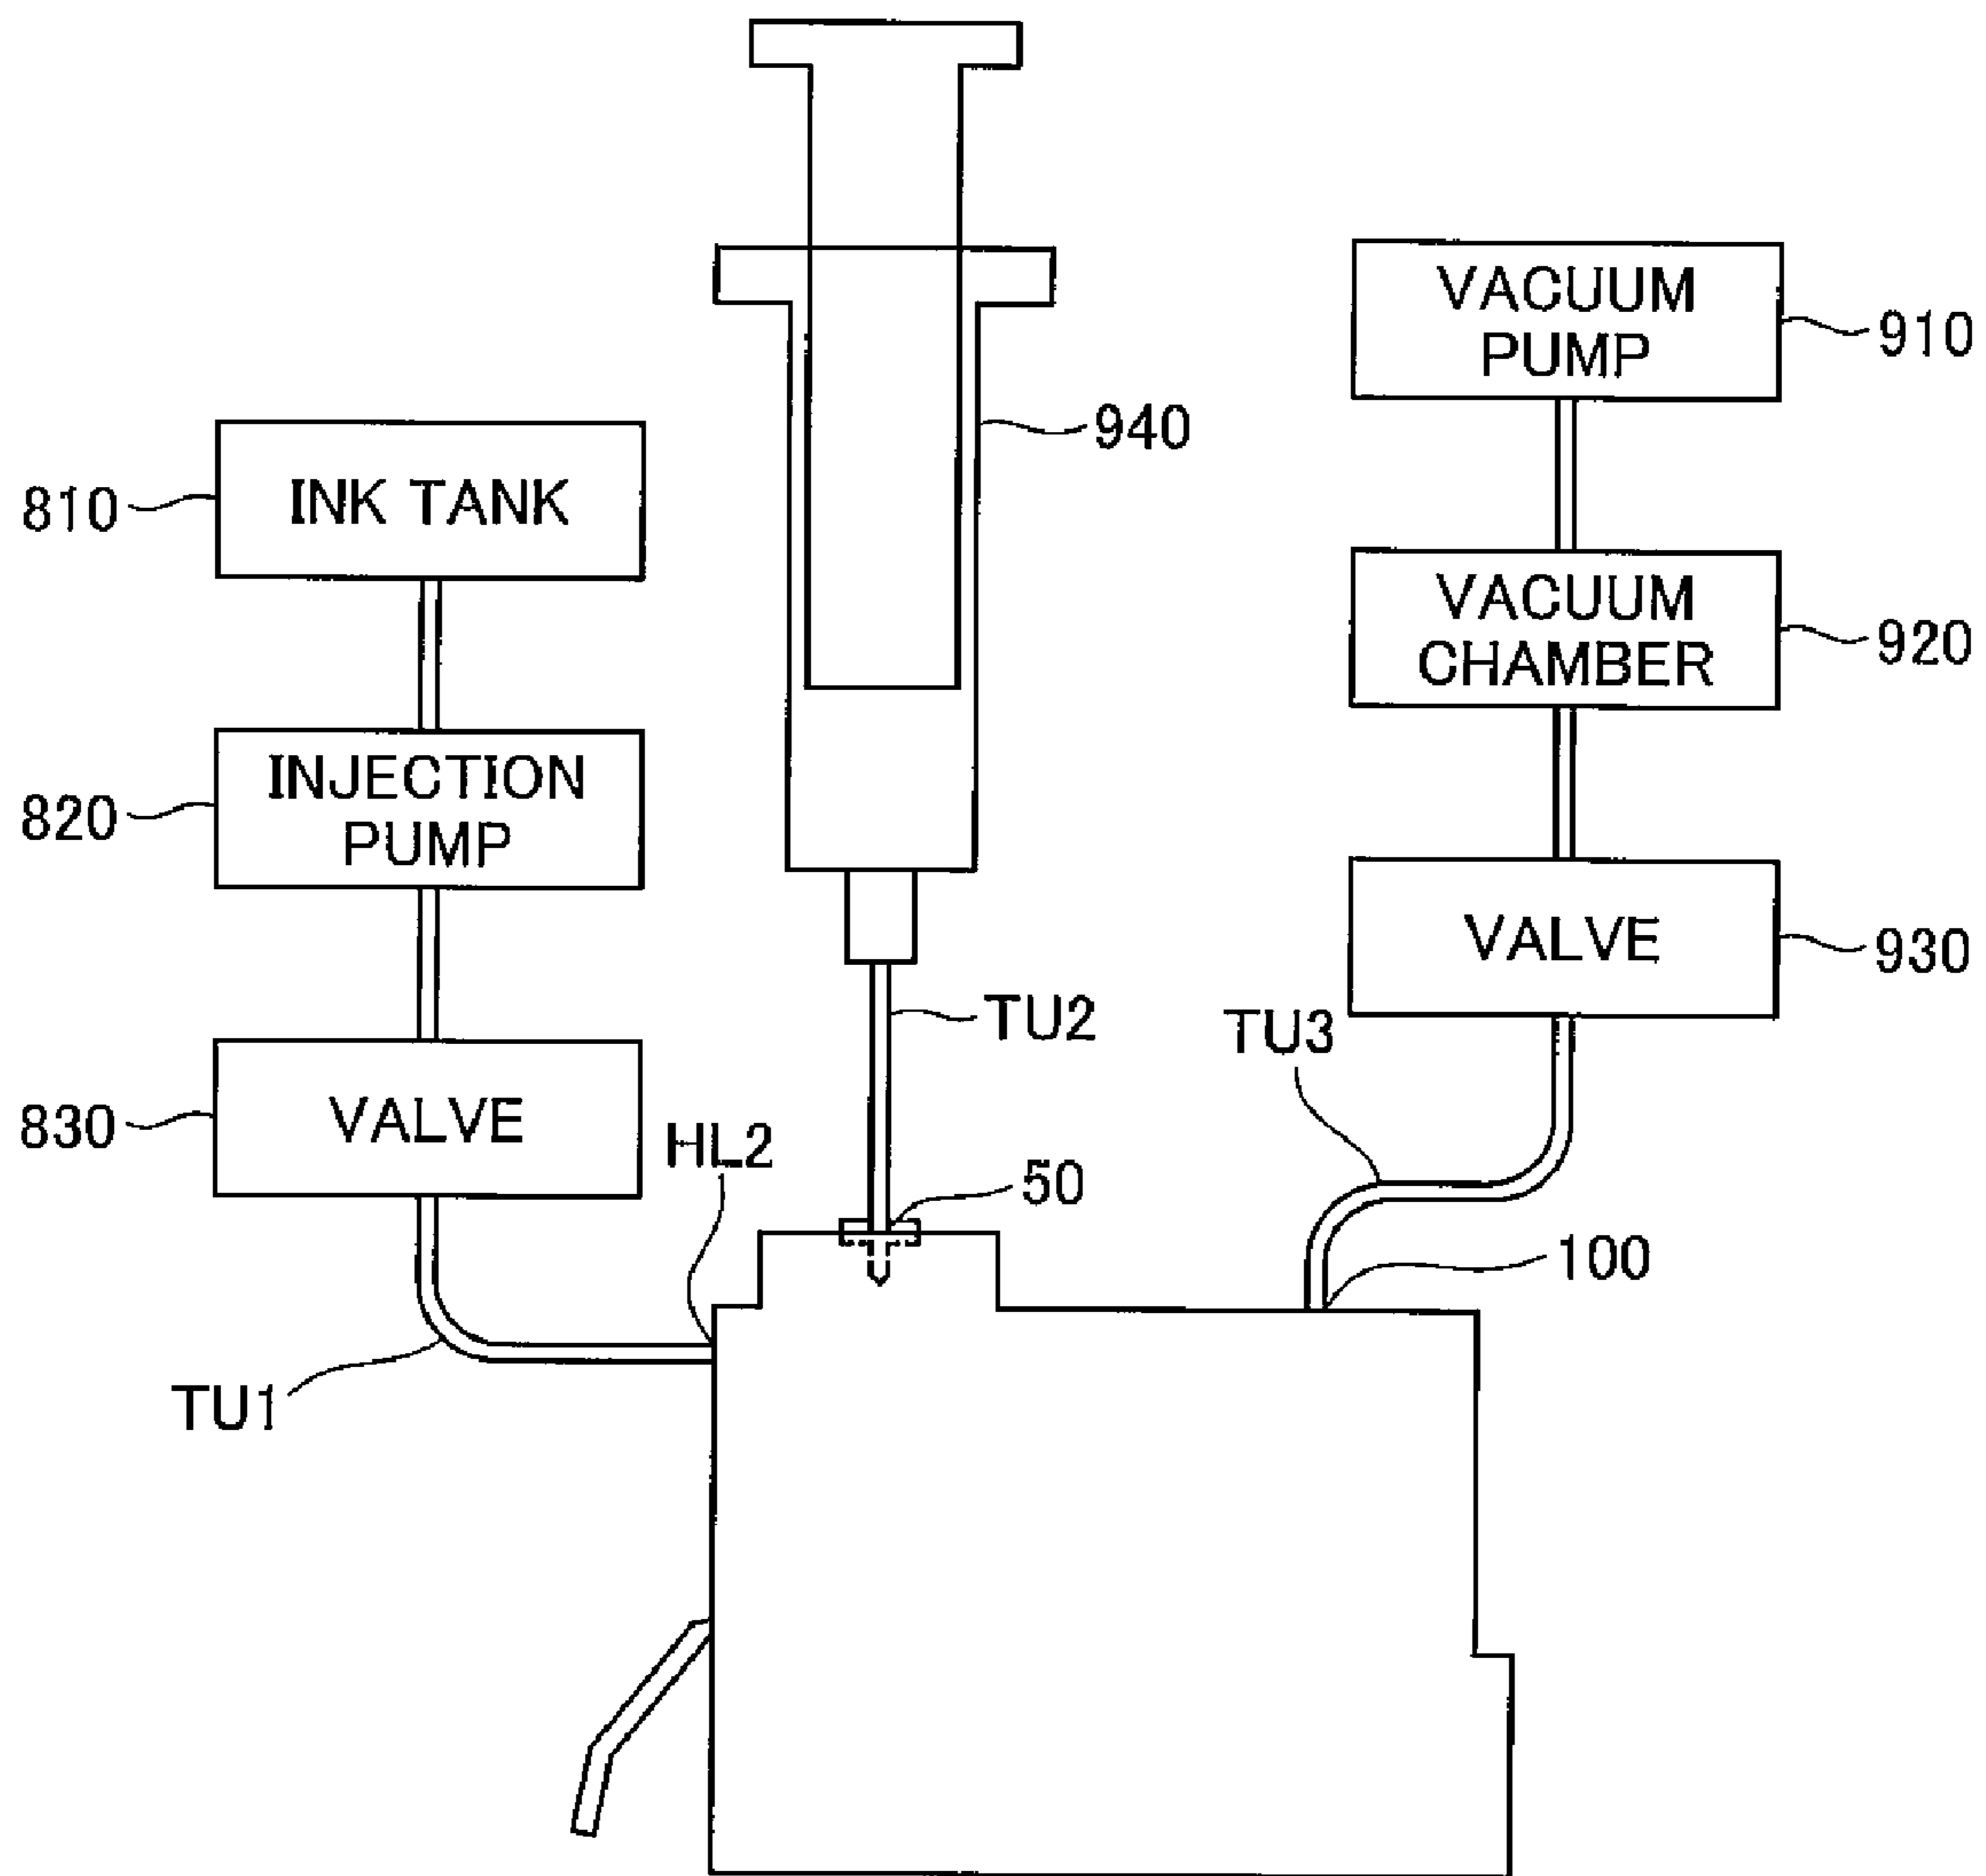 VACUUM
PUMP
910
940
INK TANK
810
VACUUM
CHAMBER
920
INJECTION
PUMP
820
VALVE
930
TU2
TU3
VALVE
830
HL2
50
100
TU1